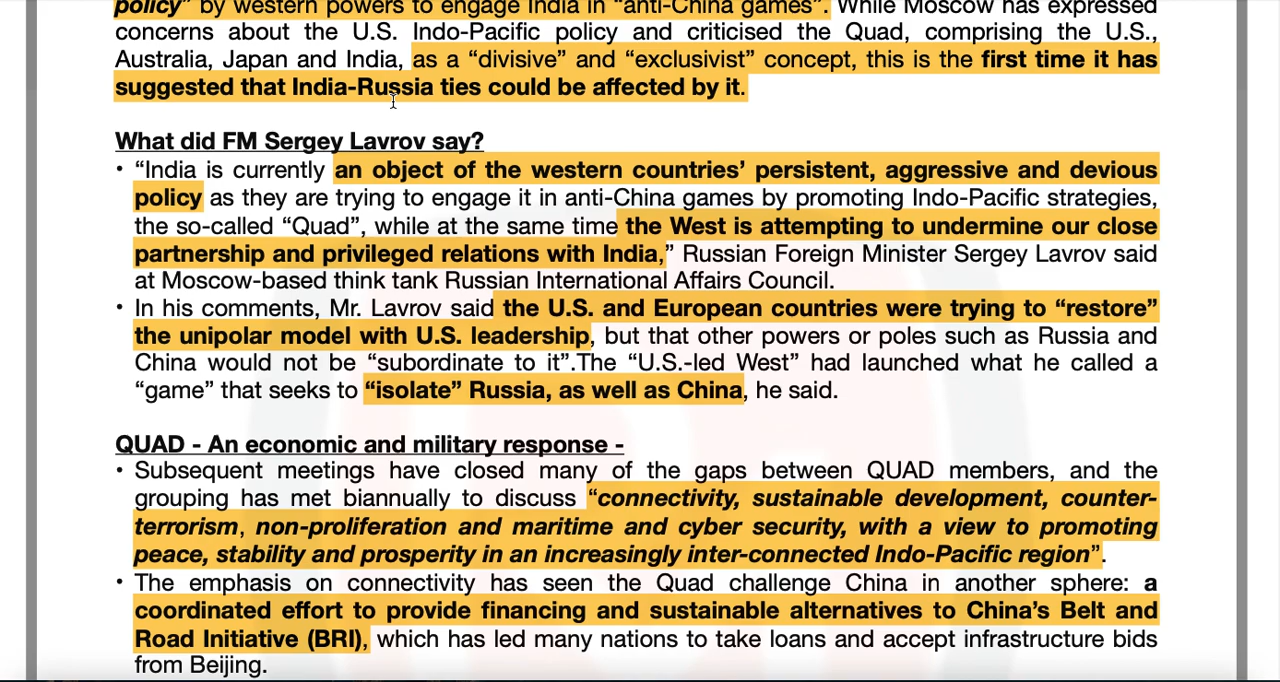 policy” by western powers to engage India in “anti-China games”. While Moscow has expressed
concerns about the U.S. Indo-Pacific policy and criticised the Quad, comprising the U.S.,
Australia, Japan and India, as a “divisive” and “exclusivist” concept, this is the first time it has
suggested that India-Russia ties could be affected by it.
What did FM Sergey Lavrov say?
• “India is currently an object of the western countries’ persistent, aggressive and devious
policy as they are trying to engage it in anti-China games by promoting Indo-Pacific strategies,
the so-called “Quad”, while at the same time the West is attempting to undermine our close
partnership and privileged relations with India,” Russian Foreign Minister Sergey Lavrov said
at Moscow-based think tank Russian International Affairs Council.
• In his comments, Mr. Lavrov said the U.S. and European countries were trying to “restore”
the unipolar model with U.S. leadership, but that other powers or poles such as Russia and
China would not be “subordinate to it”.The “U.S.-led West” had launched what he called a
“game” that seeks to “isolate” Russia, as well as China, he said.
QUAD - An economic and military response -
• Subsequent meetings have closed many of the gaps between QUAD members, and the
grouping has met biannually to discuss “connectivity, sustainable development, counter-
terrorism, non-proliferation and maritime and cyber security, with a view to promoting
peace, stability and prosperity in an increasingly inter-connected Indo-Pacific region”.
• The emphasis on connectivity has seen the Quad challenge China in another sphere: a
coordinated effort to provide financing and sustainable alternatives to China’s Belt and
Road Initiative (BRI), which has led many nations to take loans and accept infrastructure bids
from Beijing.